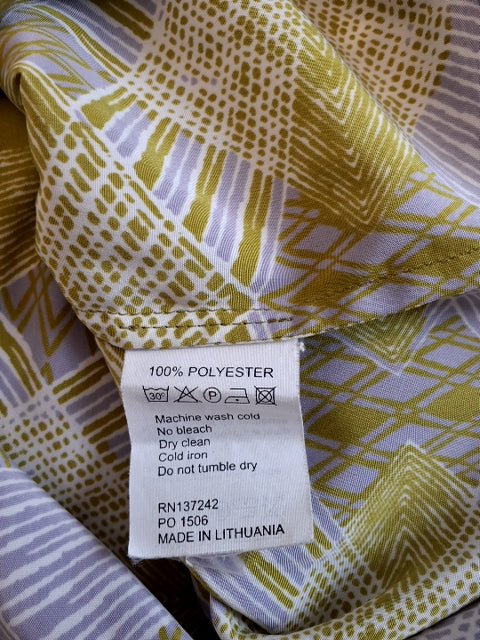 100% POLYESTER
30° P
Machine wash cold
No bleach
Dry clean
Cold iron
Do not tumble dry
RN137242
PO 1506
MADE IN LITHUANIA